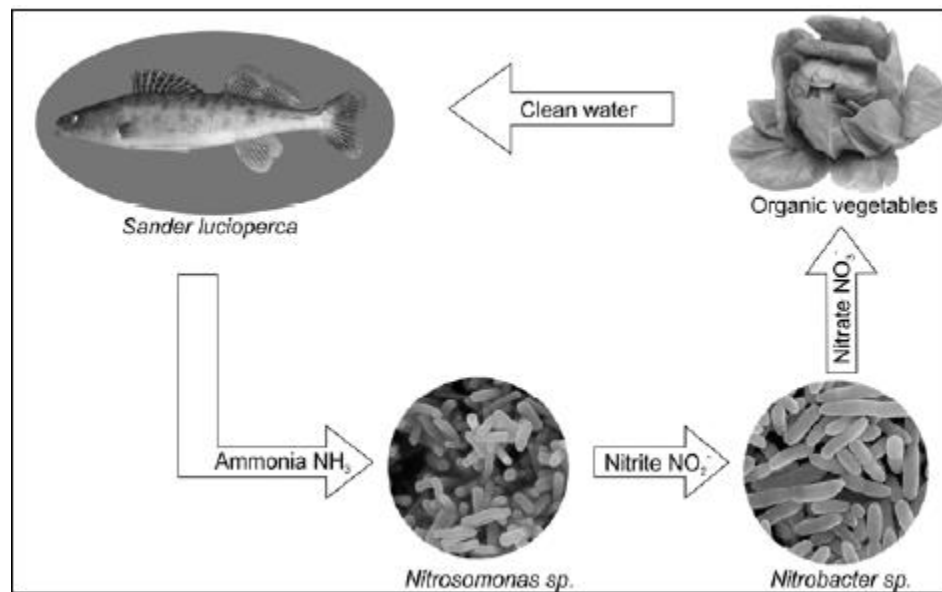 Clean water
Sander lucioperca
Organic vegetables
Nitrate NO₃⁻
Ammonia NH₃
Nitrite NO₂⁻
Nitrosomonas sp.
Nitrobacter sp.